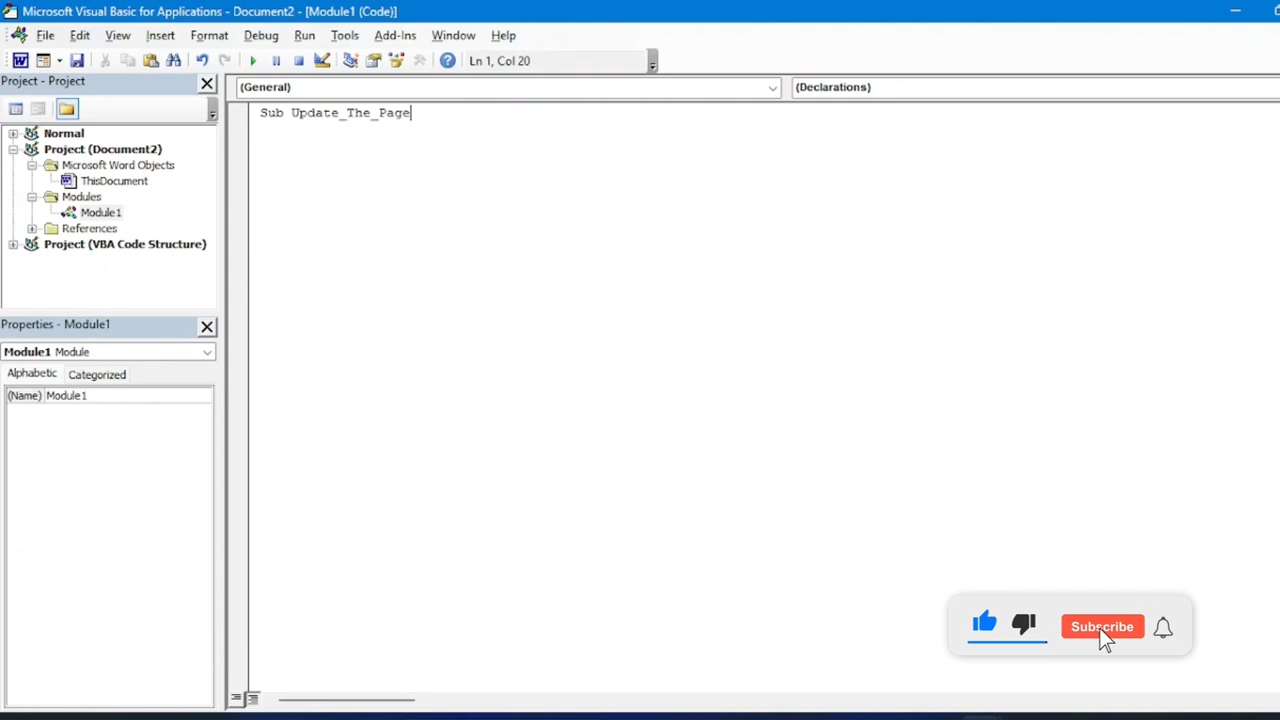 Microsoft Visual Basic for Applications - Document2 - [Module1 (Code)]
File Edit View Insert Format Debug Run Tools Add-Ins Window Help
Ln 1, Col 20
Project - Project
(General)
(Declarations)
Sub Update_The_Page
Normal
Project (Document2)
Microsoft Word Objects
ThisDocument
Modules
Module1
References
Project (VBA Code Structure)
Properties - Module1
Module1 Module
Alphabetic Categorized
(Name) Module1
Subscribe